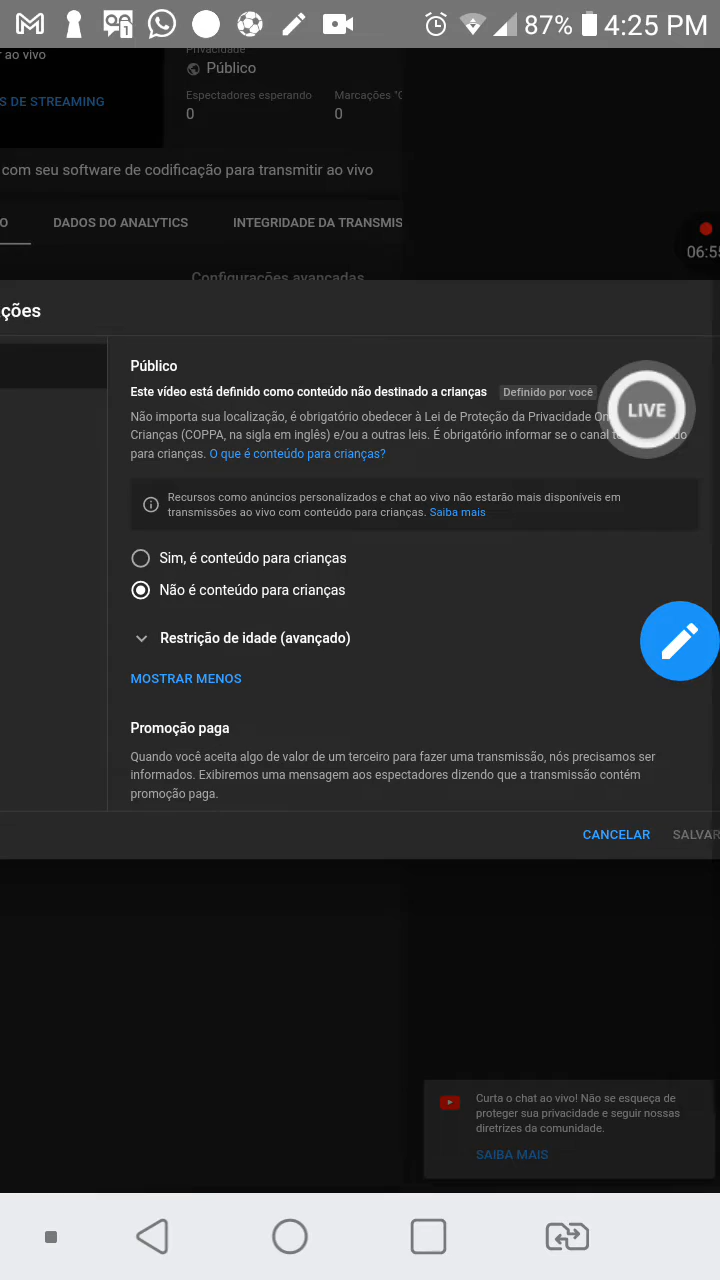 87% 4:25 PM
ao vivo
Privacidade
Público
S DE STREAMING
Espectadores esperando
Marcações "G
0
0
com seu software de codificação para transmitir ao vivo
O
DADOS DO ANALYTICS
INTEGRIDADE DA TRANSMIS
06:55
Configurações avançadas
ções
Público
Este vídeo está definido como conteúdo não destinado a crianças Definido por você
Não importa sua localização, é obrigatório obedecer à Lei de Proteção da Privacidade On
Crianças (COPPA, na sigla em inglês) e/ou a outras leis. É obrigatório informar se o canal
para crianças. O que é conteúdo para crianças?
LIVE
Recursos como anúncios personalizados e chat ao vivo não estarão mais disponíveis em
transmissões ao vivo com conteúdo para crianças. Saiba mais
Sim, é conteúdo para crianças
Não é conteúdo para crianças
Restrição de idade (avançado)
MOSTRAR MENOS
Promoção paga
Quando você aceita algo de valor de um terceiro para fazer uma transmissão, nós precisamos ser
informados. Exibiremos uma mensagem aos espectadores dizendo que a transmissão contém
promoção paga.
CANCELAR
SALVAR
Curta o chat ao vivo! Não se esqueça de
proteger sua privacidade e seguir nossas
diretrizes da comunidade.
SAIBA MAIS